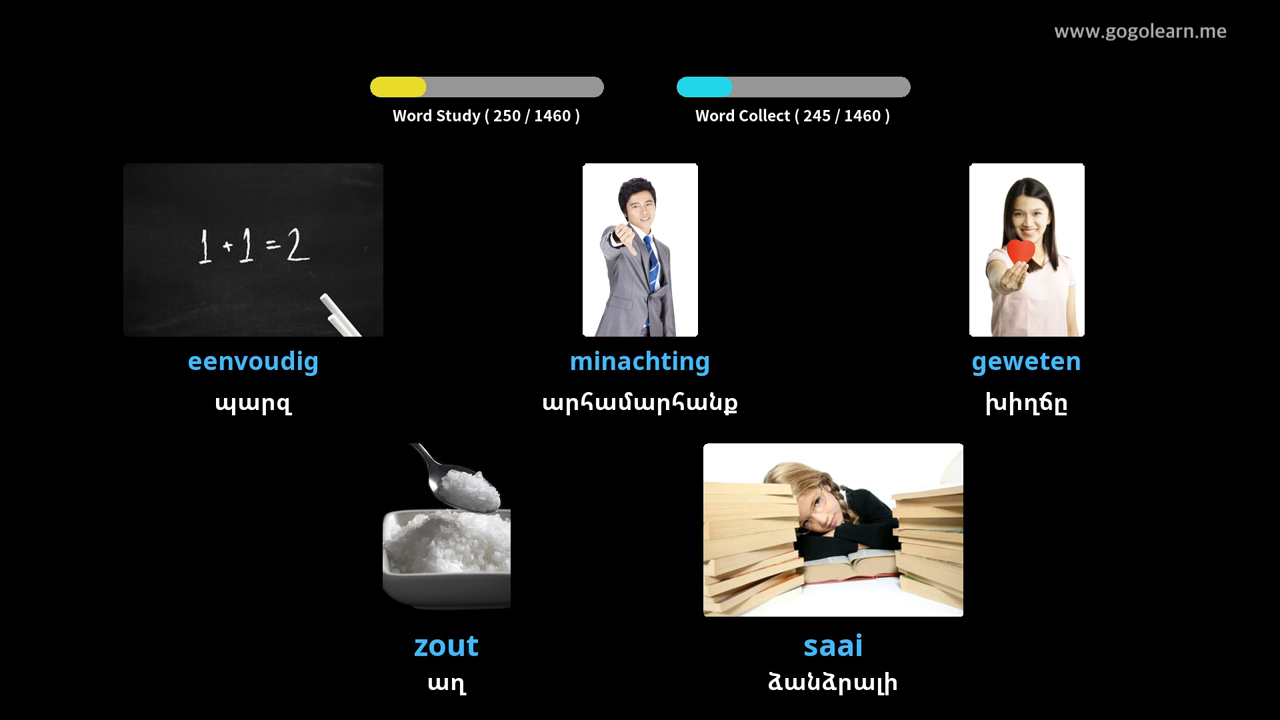 www.gogolearn.me
Word Study ( 250 / 1460 )
Word Collect ( 245 / 1460 )
1 + 1 = 2
eenvoudig
պարզ
minachting
արհամարհանք
geweten
խիղճը
zout
աղ
saai
ձանձրալի